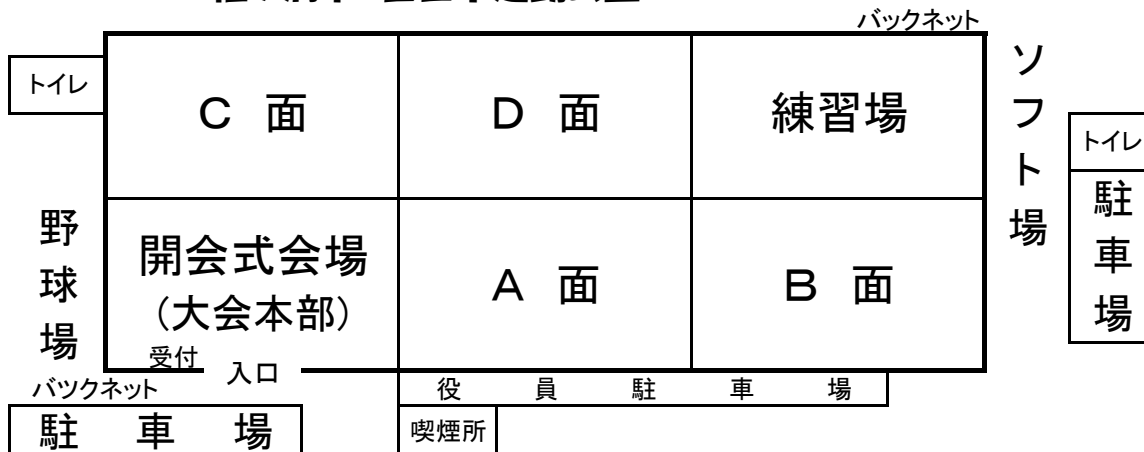 バックネット
トイレ
Ｃ　面
Ｄ　面
練習場
ソフト場
トイレ
駐車場
野球場
開会式会場
（大会本部）
Ａ　面
Ｂ　面
受付
入口
バツクネット
役　員　駐　車　場
駐　車　場
喫煙所